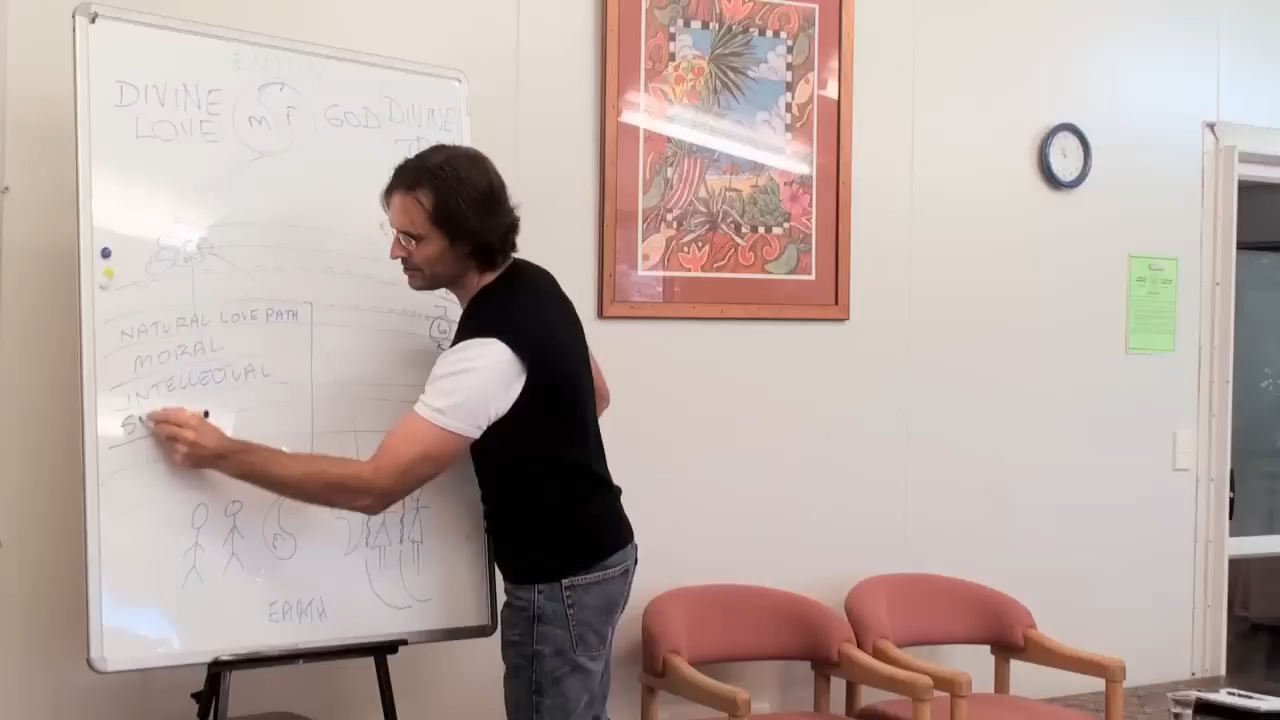 DIVINE
LOVE
m F
GOD
DIVINE
NATURAL LOVE PATH
MORAL
INTELLECTUAL
S
EARTH